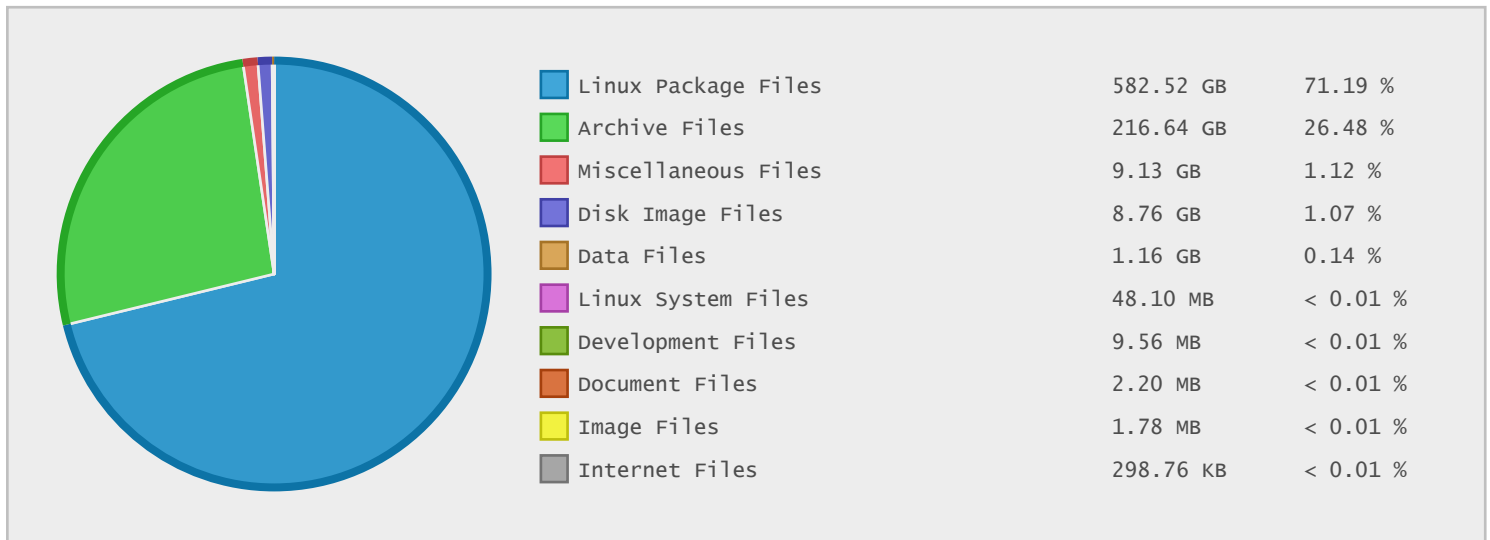 Linux Package Files 582.52 GB 71.19 %
Archive Files 216.64 GB 26.48 %
Miscellaneous Files 9.13 GB 1.12 %
Disk Image Files 8.76 GB 1.07 %
Data Files 1.16 GB 0.14 %
Linux System Files 48.10 MB < 0.01 %
Development Files 9.56 MB < 0.01 %
Document Files 2.20 MB < 0.01 %
Image Files 1.78 MB < 0.01 %
Internet Files 298.76 KB < 0.01 %